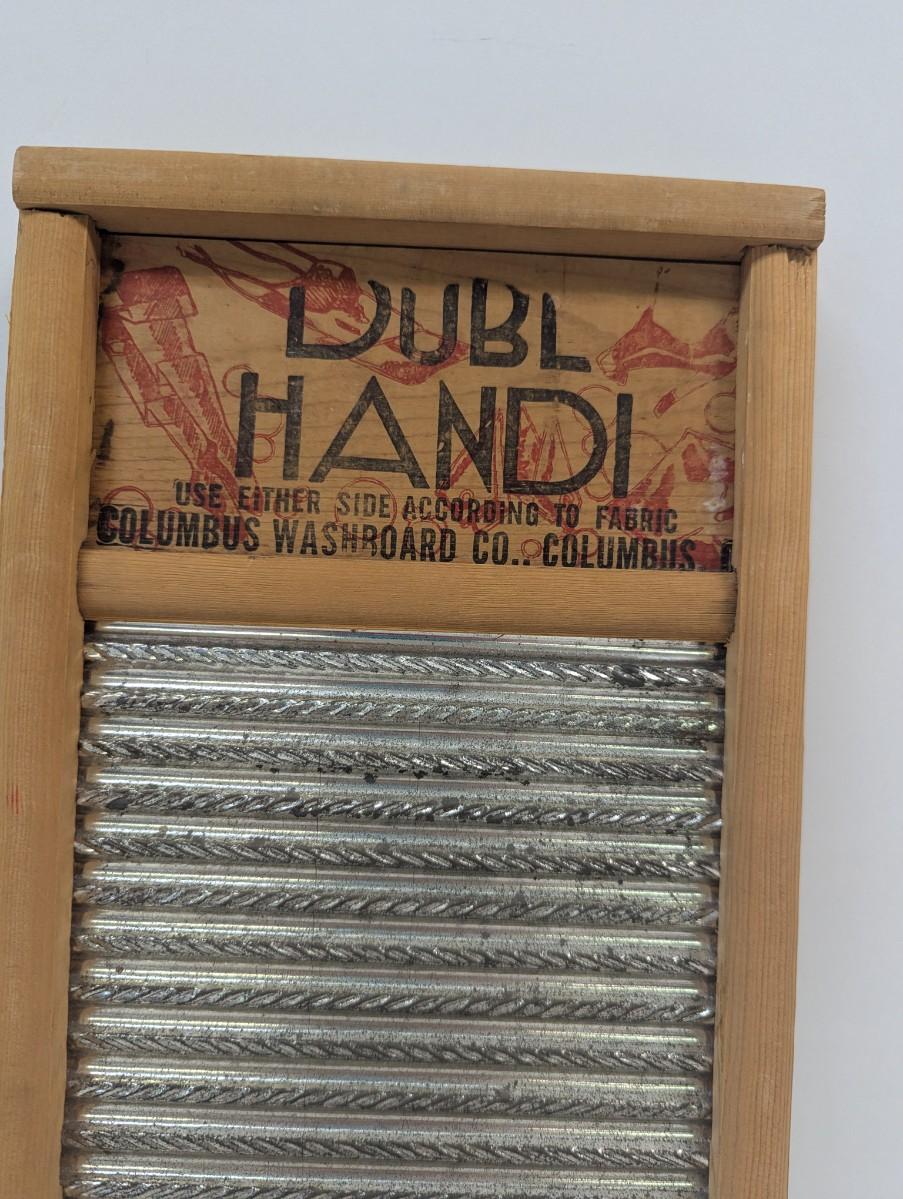 DUBL
HANDI
USE EITHER SIDE ACCORDING TO FABRIC
COLUMBUS WASHBOARD CO., COLUMBUS,